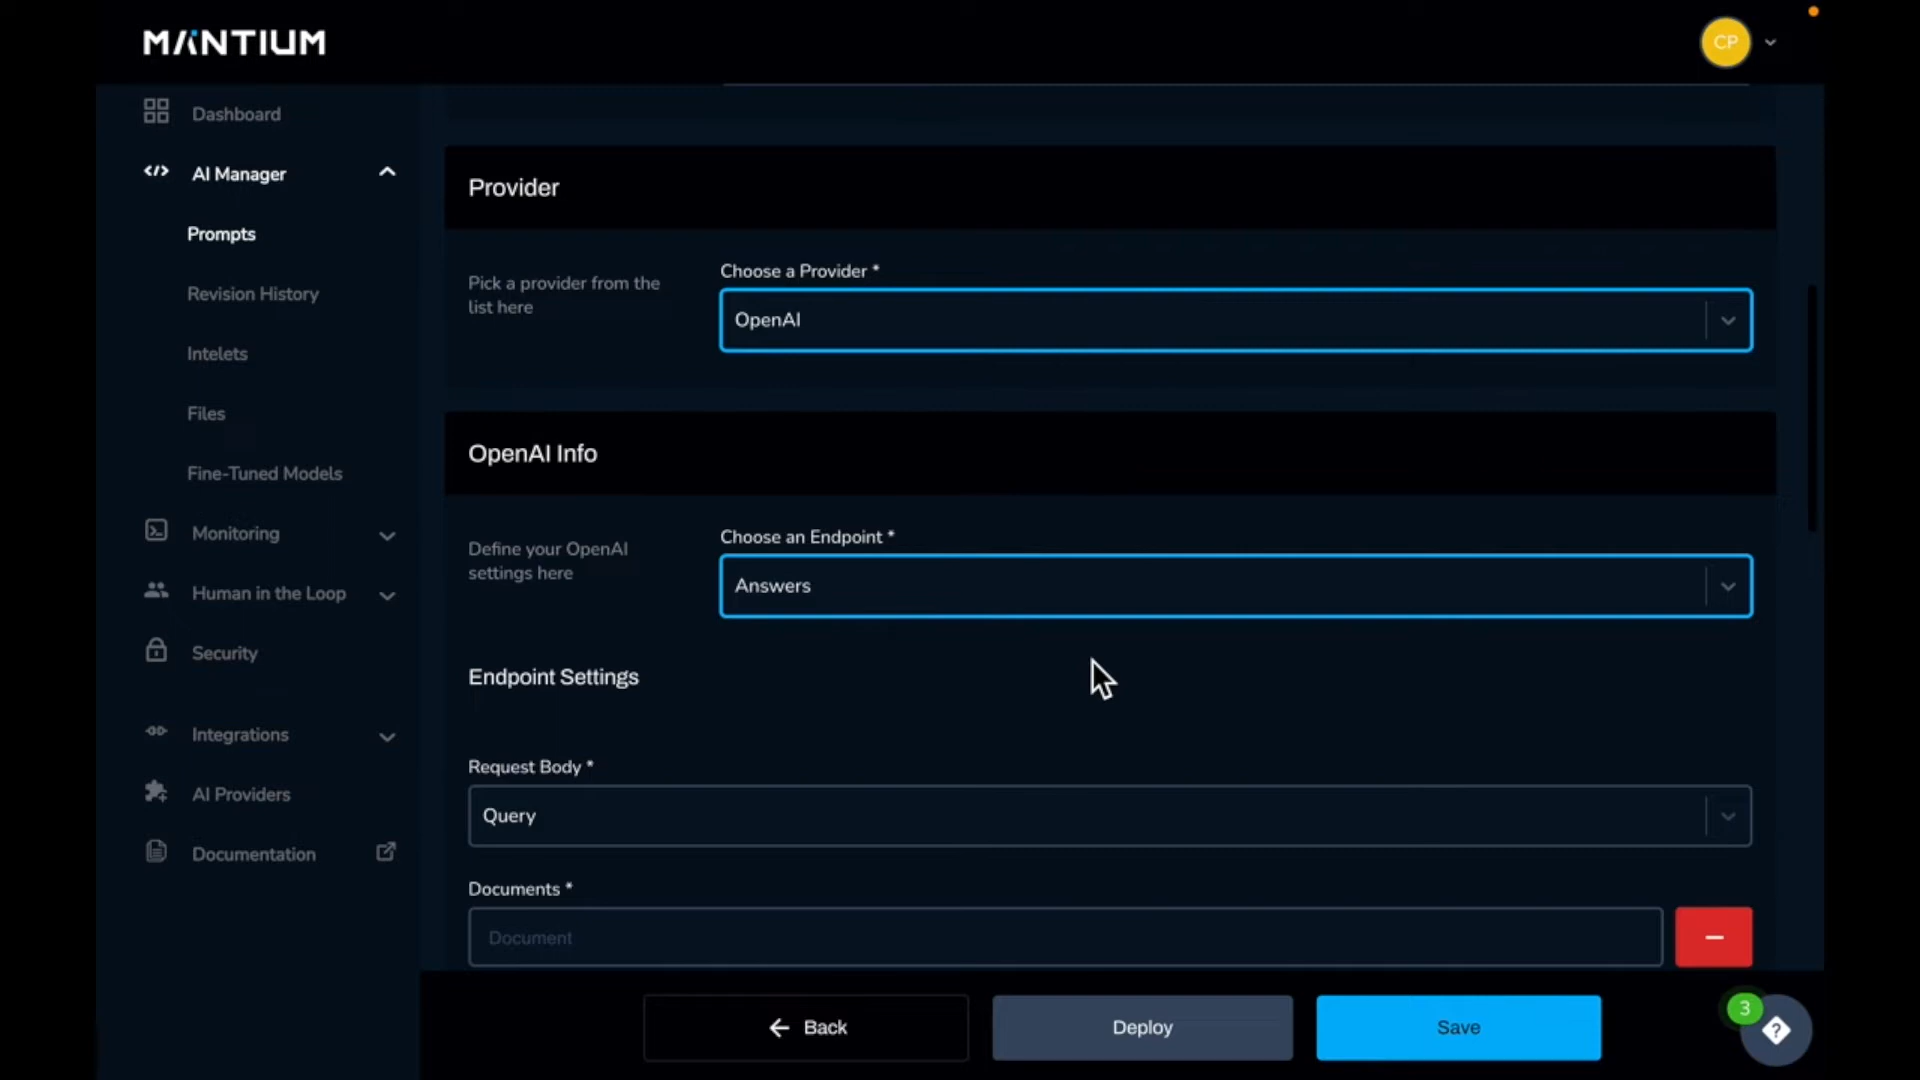 MANTIUM
CP
Dashboard
AI Manager
Prompts
Revision History
Intelets
Files
Fine-Tuned Models
Monitoring
Human in the Loop
Security
Integrations
AI Providers
Documentation
Provider
Pick a provider from the
list here
Choose a Provider *
OpenAI
OpenAI Info
Define your OpenAI
settings here
Choose an Endpoint *
Answers
Endpoint Settings
Request Body *
Query
Documents *
Document
Back
Deploy
Save
3
?